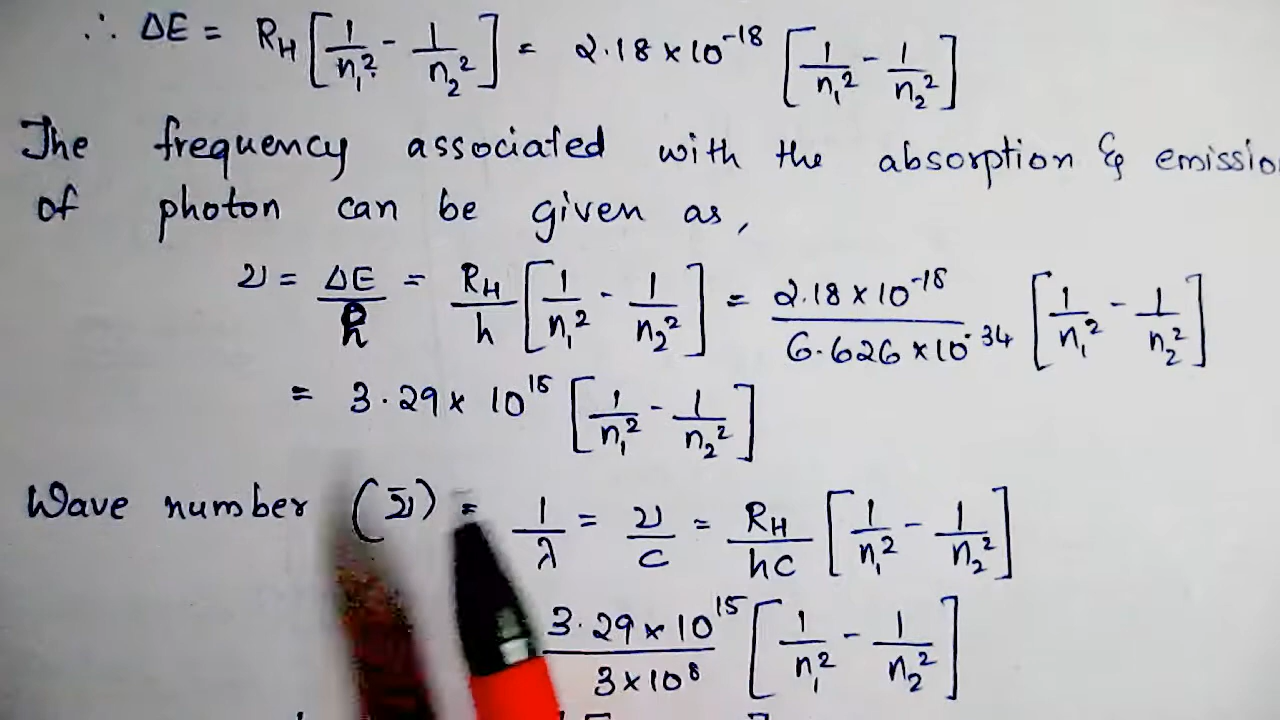 ∴ ΔE = R_H [1/n₁² - 1/n₂²] = 2.18 × 10⁻¹⁸ [1/n₁² - 1/n₂²]
The frequency associated with the absorption & emissio
of photon can be given as,
ν = ΔE/h = R_H/h [1/n₁² - 1/n₂²] = 2.18 × 10⁻¹⁸/6.626 × 10⁻³⁴ [1/n₁² - 1/n₂²]
= 3.29 × 10¹⁵ [1/n₁² - 1/n₂²]
Wave number (ν̄) = 1/λ = ν/c = R_H/hc [1/n₁² - 1/n₂²]
3.29 × 10¹⁵/3 × 10⁸ [1/n₁² - 1/n₂²]